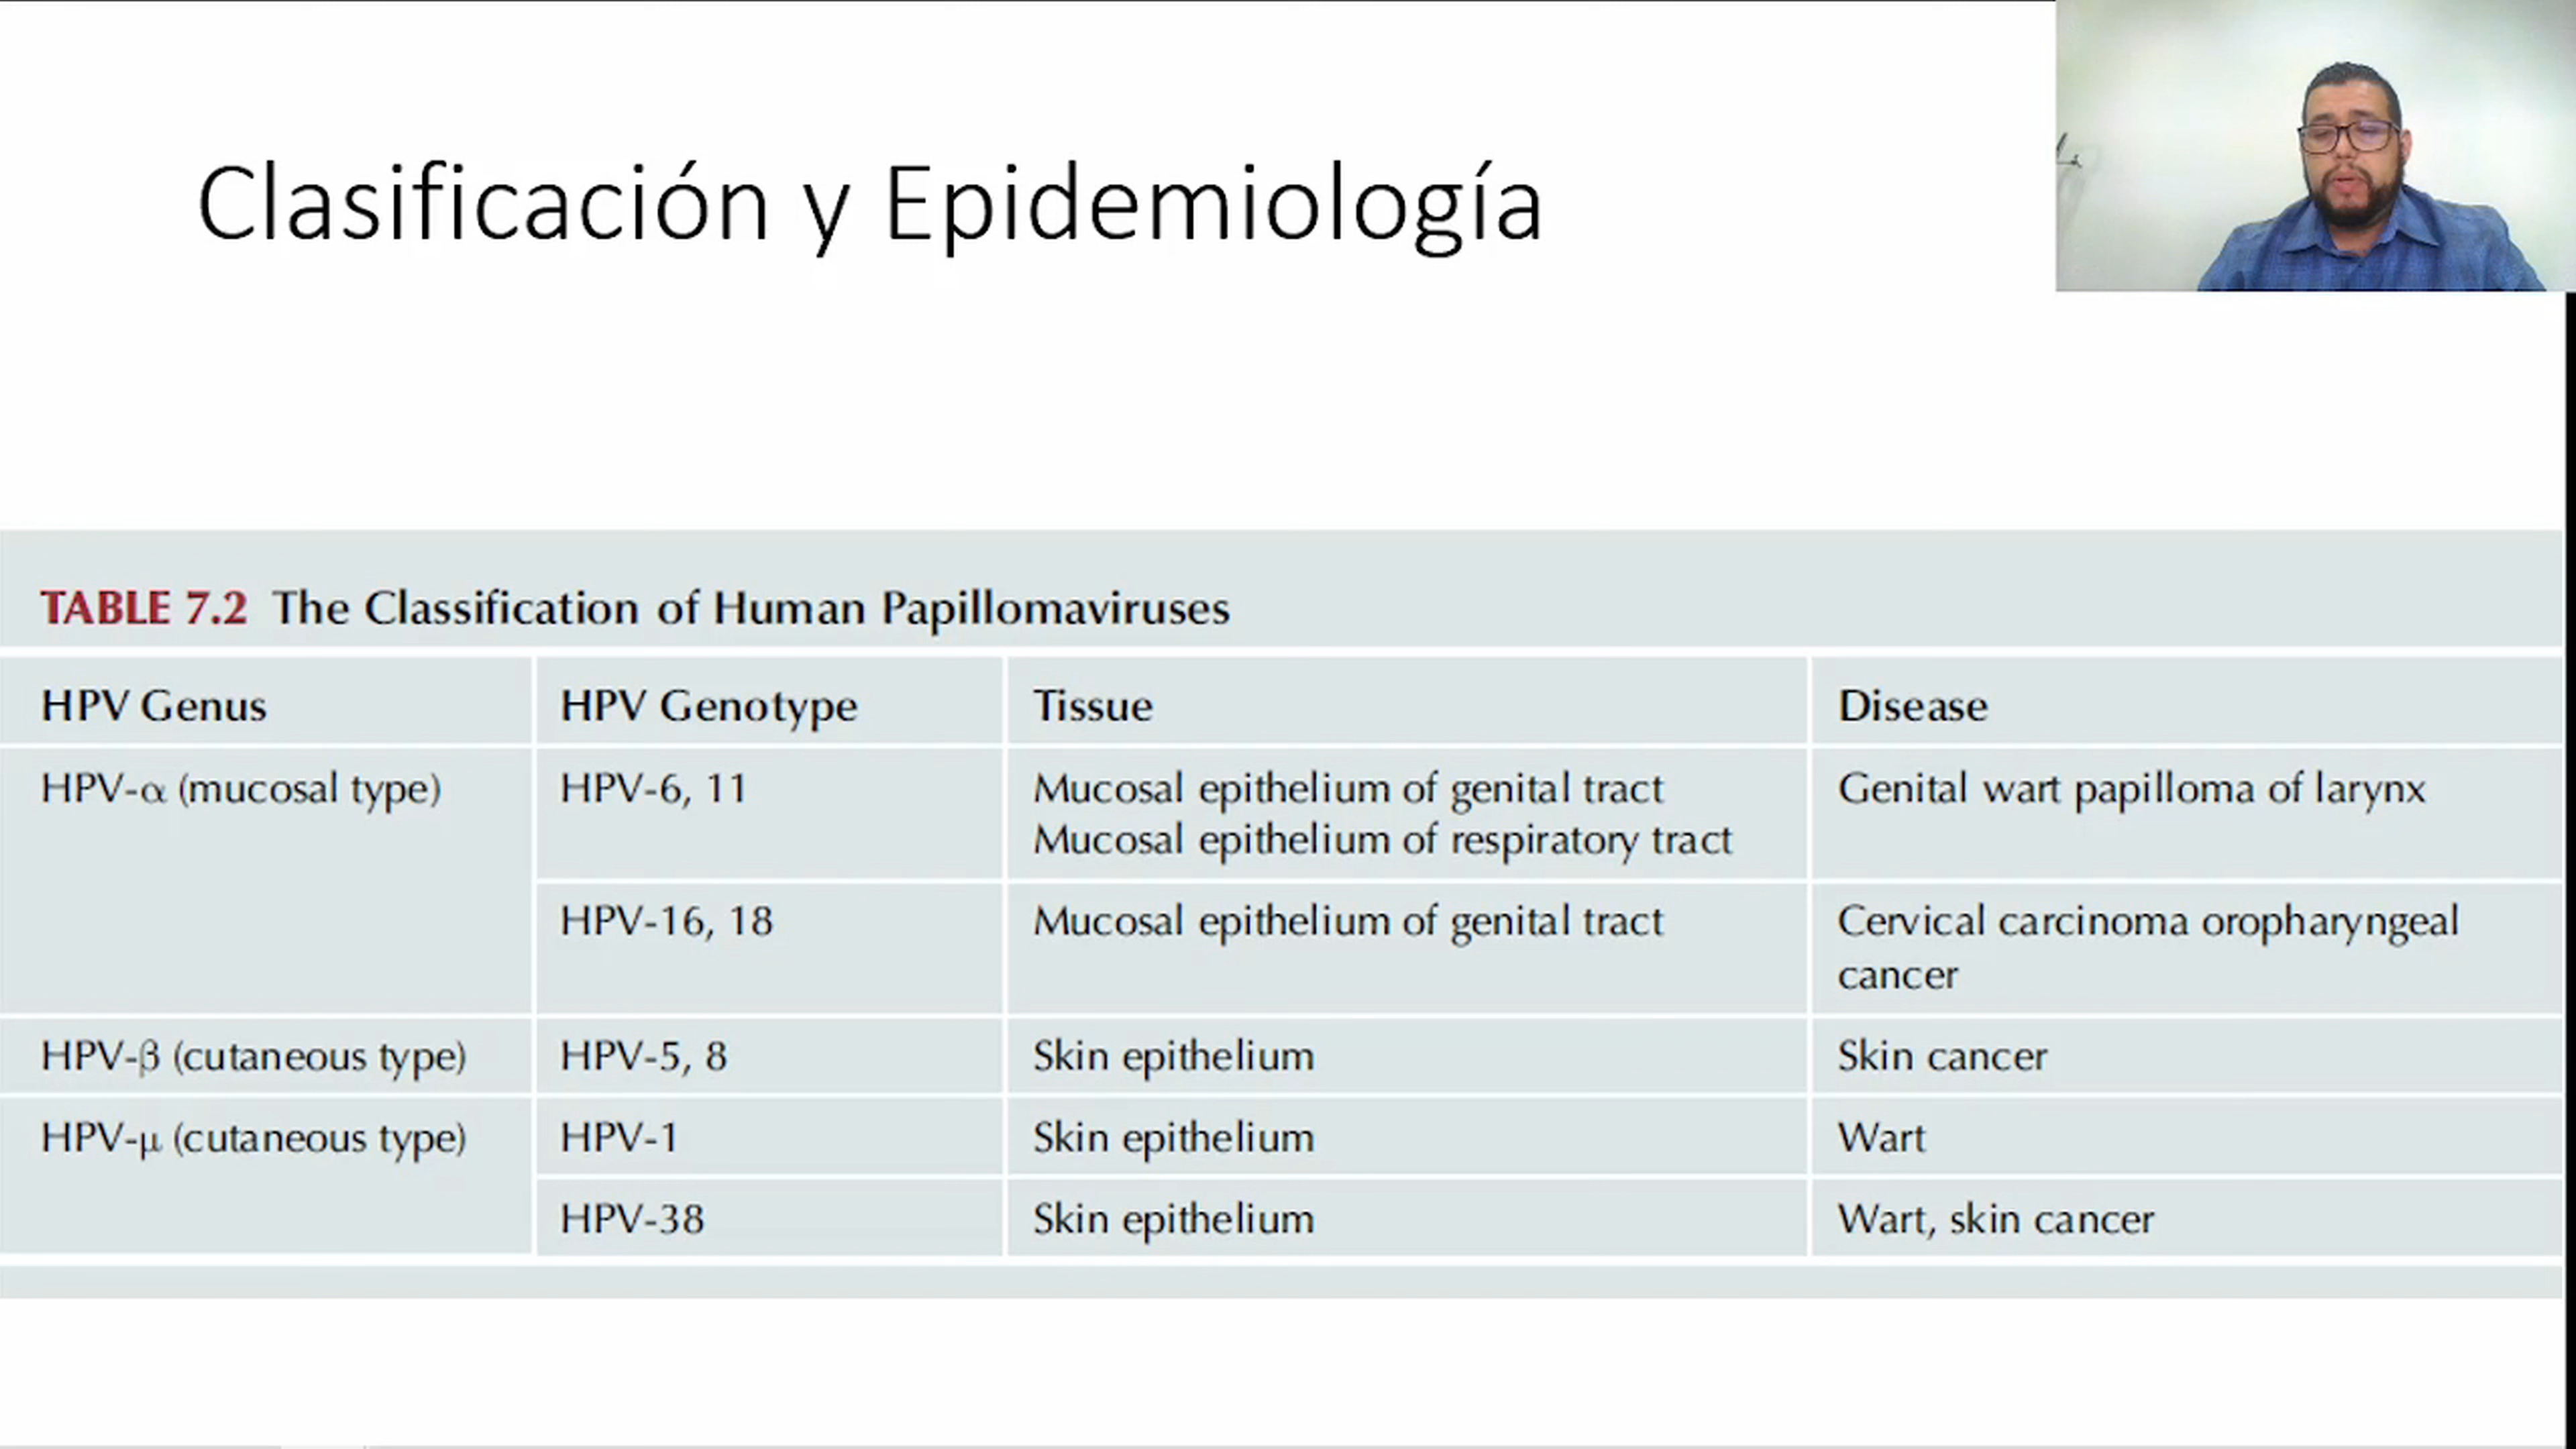 Clasificación y Epidemiología
TABLE 7.2 The Classification of Human Papillomaviruses
HPV Genus HPV Genotype Tissue Disease
HPV-α (mucosal type) HPV-6, 11 Mucosal epithelium of genital tract Genital wart papilloma of larynx
Mucosal epithelium of respiratory tract
HPV-16, 18 Mucosal epithelium of genital tract Cervical carcinoma oropharyngeal
cancer
HPV-β (cutaneous type) HPV-5, 8 Skin epithelium Skin cancer
HPV-μ (cutaneous type) HPV-1 Skin epithelium Wart
HPV-38 Skin epithelium Wart, skin cancer